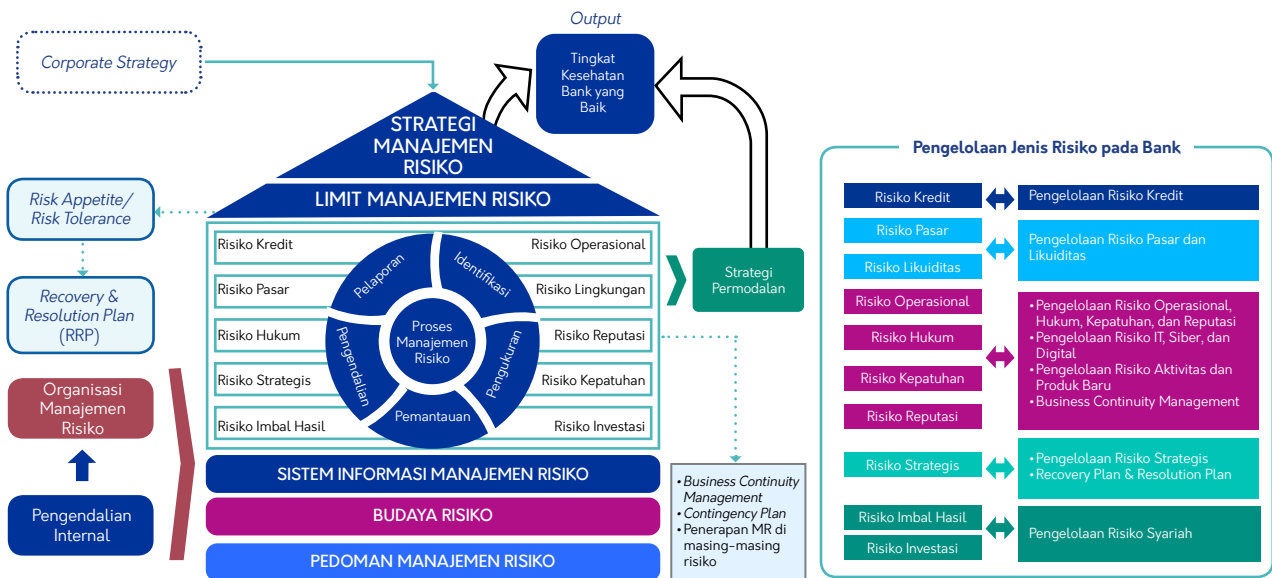 Output
Corporate Strategy
Tingkat
Kesehatan
Bank yang
Baik
STRATEGI
MANAJEMEN
RISIKO
LIMIT MANAJEMEN RISIKO
Risk Appetite/
Risk Tolerance
Recovery &
Resolution Plan
(RRP)
Organisasi
Manajemen
Risiko
Pengendalian
Internal
Risiko Kredit
Risiko Pasar
Risiko Hukum
Risiko Strategis
Risiko Imbal Hasil
Pelaporan
Identifikasi
Pengukuran
Pemantauan
Pengendalian
Proses
Manajemen
Risiko
Risiko Operasional
Risiko Lingkungan
Risiko Reputasi
Risiko Kepatuhan
Risiko Investasi
Strategi
Permodalan
SISTEM INFORMASI MANAJEMEN RISIKO
BUDAYA RISIKO
PEDOMAN MANAJEMEN RISIKO
•Business Continuity
Management
•Contingency Plan
•Penerapan MR di
masing-masing
risiko
Pengelolaan Jenis Risiko pada Bank
Risiko Kredit
Pengelolaan Risiko Kredit
Risiko Pasar
Risiko Likuiditas
Pengelolaan Risiko Pasar dan
Likuiditas
Risiko Operasional
Risiko Hukum
Risiko Kepatuhan
Risiko Reputasi
•Pengelolaan Risiko Operasional,
Hukum, Kepatuhan, dan Reputasi
•Pengelolaan Risiko IT, Siber, dan
Digital
•Pengelolaan Risiko Aktivitas dan
Produk Baru
•Business Continuity Management
Risiko Strategis
•Pengelolaan Risiko Strategis
•Recovery Plan & Resolution Plan
Risiko Imbal Hasil
Risiko Investasi
Pengelolaan Risiko Syariah